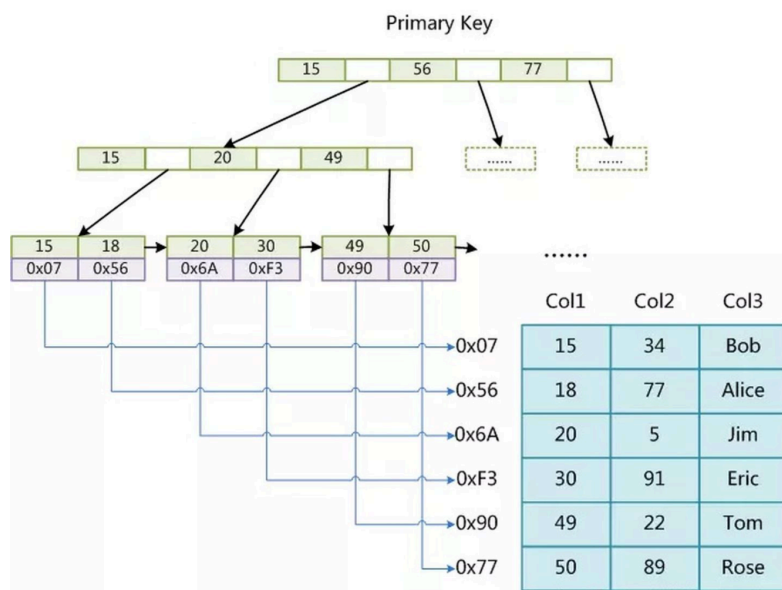 Primary Key
15 56 77
15 20 49
...... ......
15 18 20 30 49 50
0x07 0x56 0x6A 0xF3 0x90 0x77
......
Col1 Col2 Col3
0x07 15 34 Bob
0x56 18 77 Alice
0x6A 20 5 Jim
0xF3 30 91 Eric
0x90 49 22 Tom
0x77 50 89 Rose